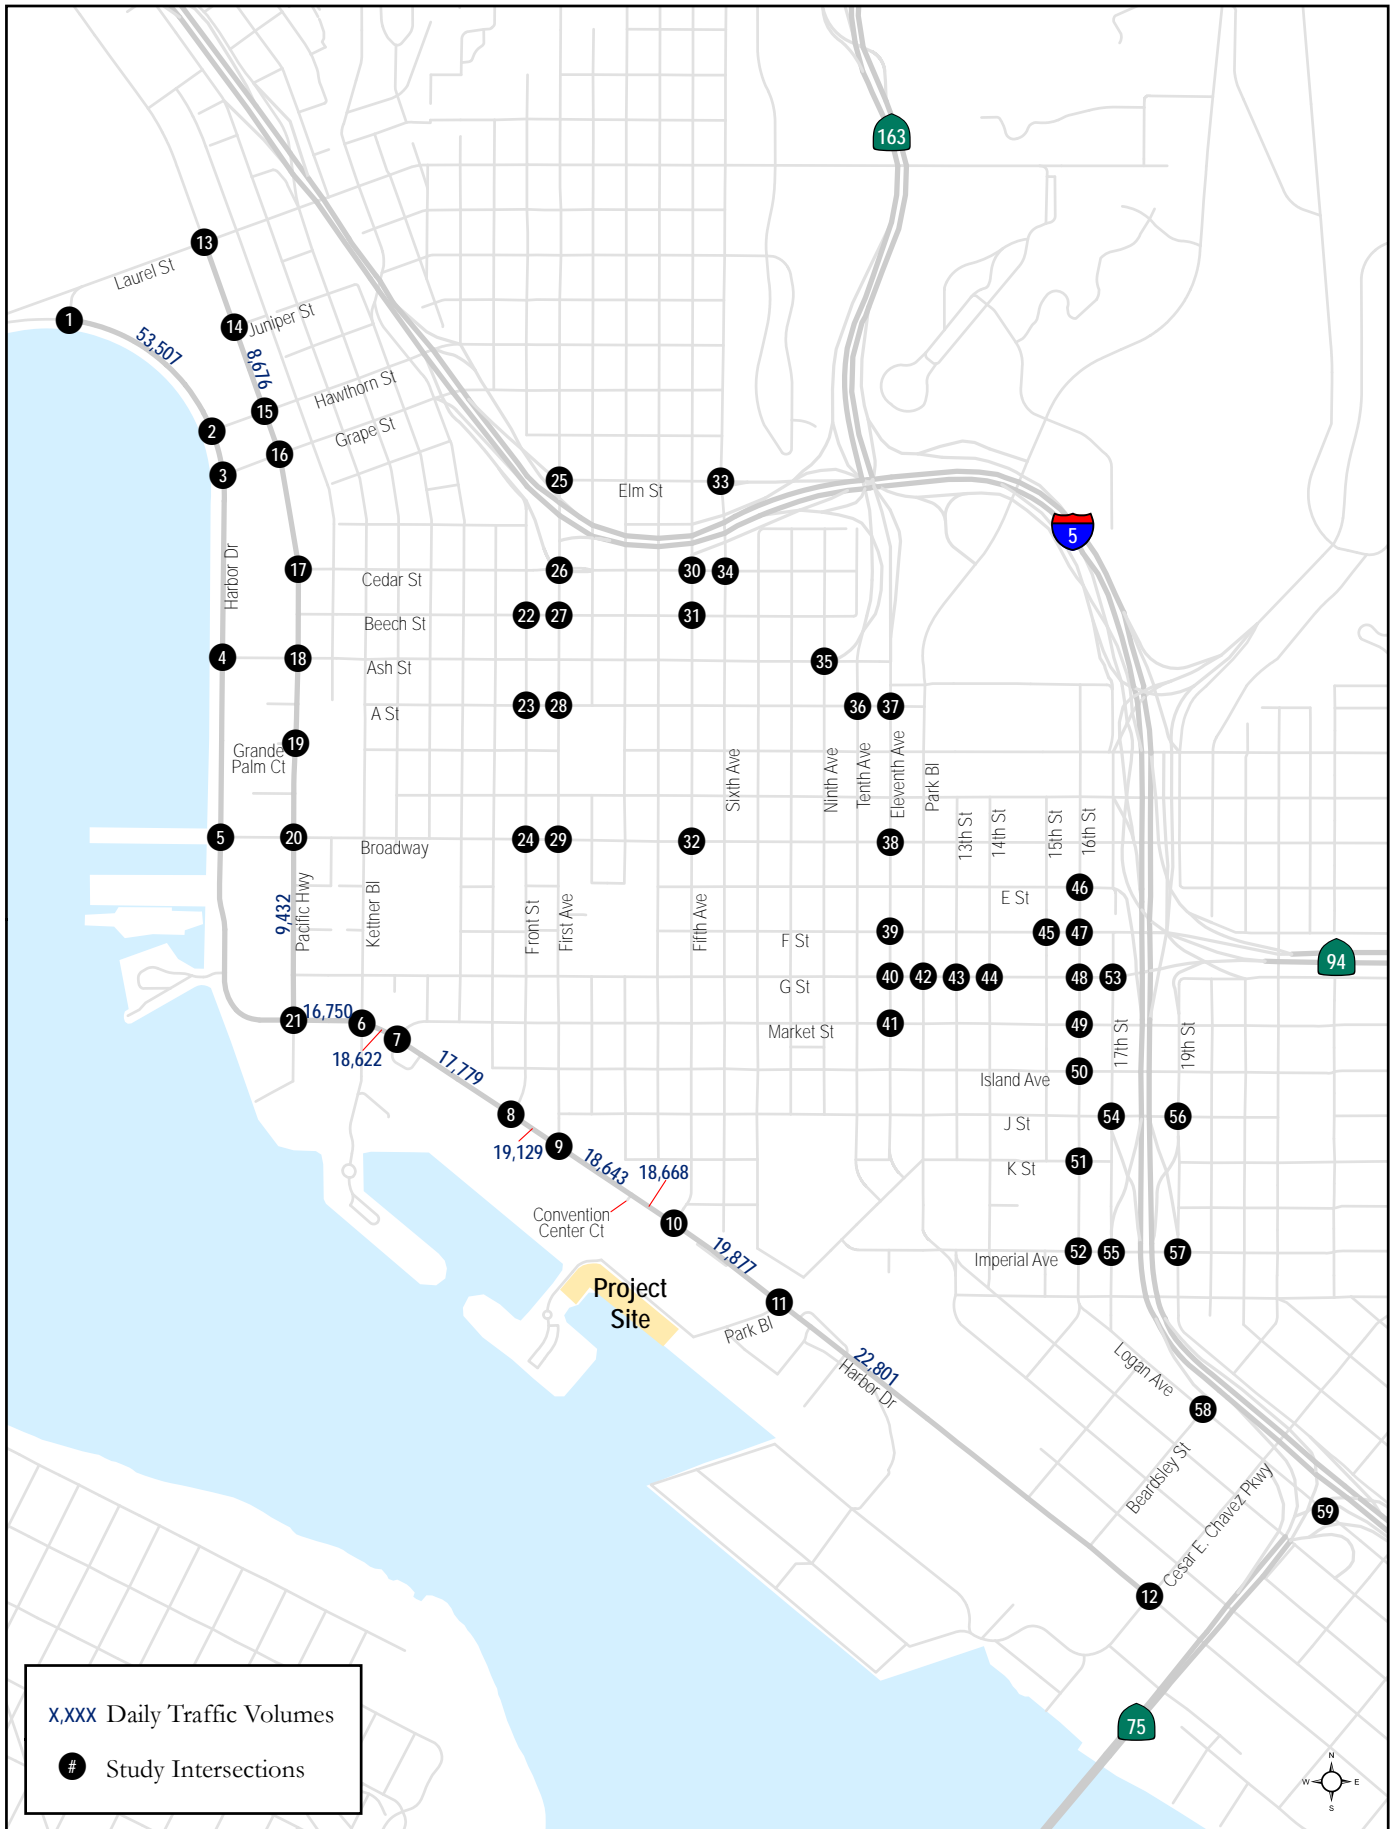 163
13
Laurel St
1
14
Juniper St
53,507
8,676
Hawthorn St
15
2
Grape St
16
3
25
Elm St
33
5
Harbor Dr
17
Cedar St
26
30
34
22
27
Beech St
31
4
18
Ash St
35
23
28
A St
36
37
19
Grande
Palm Ct
Sixth Ave
Ninth Ave
Tenth Ave
Eleventh Ave
Park Bl
13th St
14th St
15th St
16th St
5
20
Broadway
24
29
32
38
9,432
Pacific Hwy
Kettner Bl
Front St
First Ave
Fifth Ave
E St
46
F St
39
45
47
94
G St
40
42
43
44
48
53
21
16,750
6
Market St
41
49
17th St
19th St
18,622
7
17,779
Island Ave
50
8
J St
54
56
19,129
9
18,643
18,668
K St
51
Convention
Center Ct
10
19,877
Imperial Ave
52
55
57
Project
Site
11
Park Bl
22,801
Harbor Dr
Logan Ave
58
Beardsley St
Cesar E. Chavez Pkwy
59
12
75
X,XXX Daily Traffic Volumes
# Study Intersections
N
W
E
S